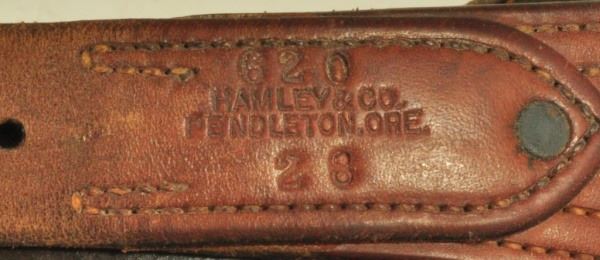 620
HAMLEY & CO.
PENDLETON, ORE.
28